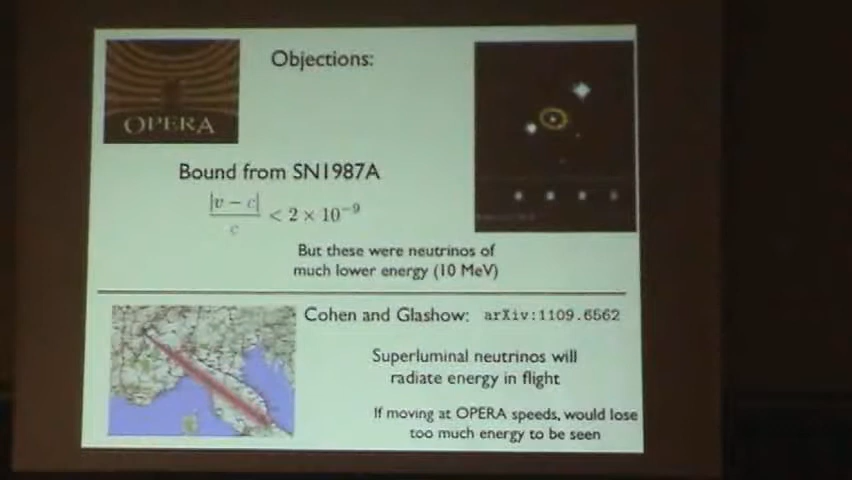 OPERA
Objections:
Bound from SN1987A
|v − c|/c < 2 × 10⁻⁹
But these were neutrinos of
much lower energy (10 MeV)
Cohen and Glashow: arXiv:1109.6562
Superluminal neutrinos will
radiate energy in flight
If moving at OPERA speeds, would lose
too much energy to be seen